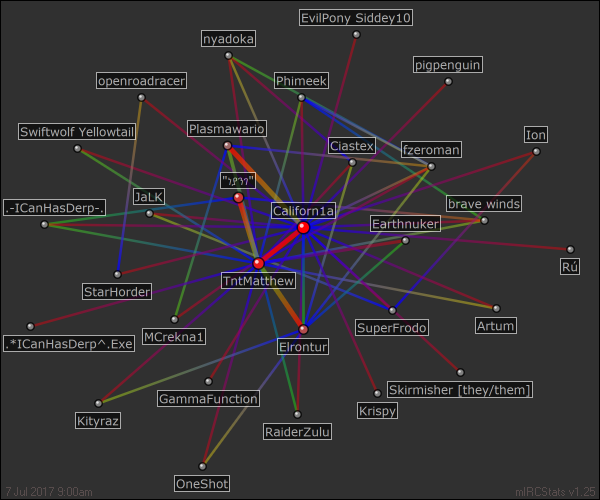 EvilPony Siddey10
nyadoka
pigpenguin
openroadracer
Phimeek
Swiftwolf Yellowtail
Plasmawario
Ciastex
fzeroman
Ion
JaLK
.-ICanHasDerp-.
Californ1a
brave winds
Earthnuker
Rú
StarHorder
TntMatthew
SuperFrodo
Artum
.*ICanHasDerp^.Exe
MCrekna1
Elrontur
GammaFunction
Skirmisher [they/them]
Kityraz
Krispy
RaiderZulu
OneShot
7 Jul 2017 9:00am
mIRCStats v1.25